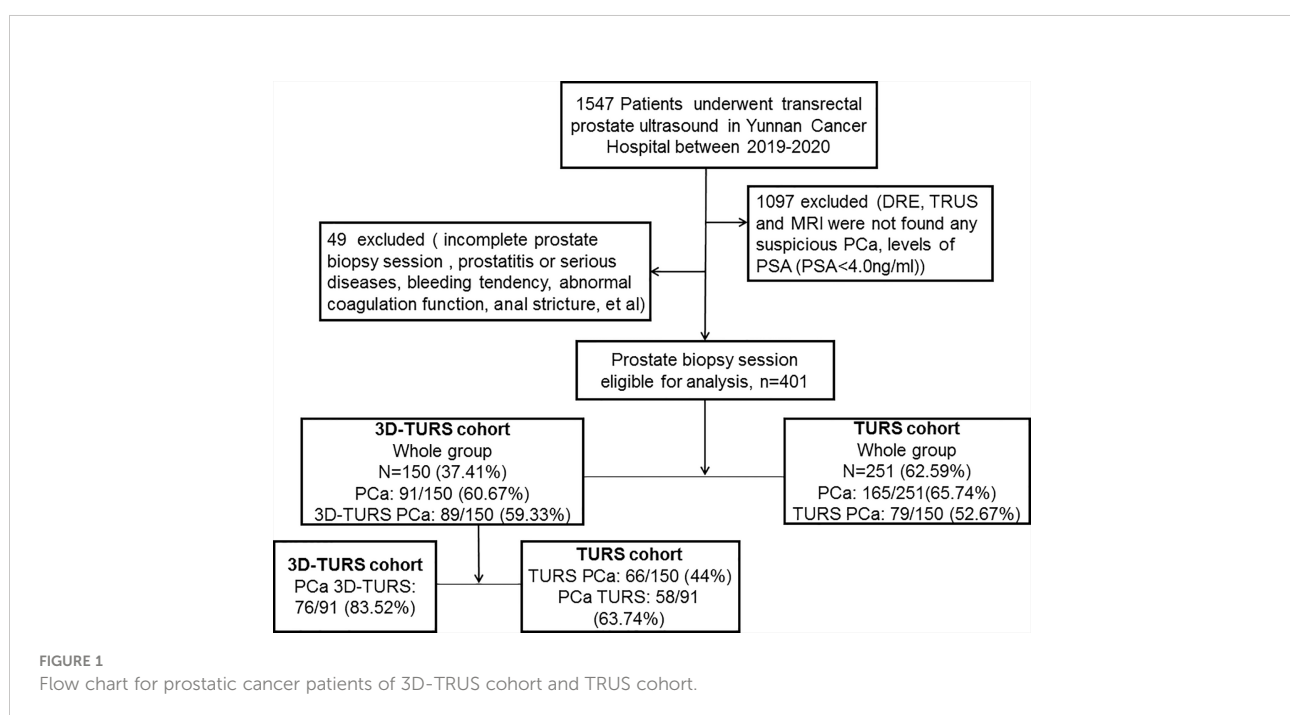 1547 Patients underwent transrectal
prostate ultrasound in Yunnan Cancer
Hospital between 2019-2020
1097 excluded (DRE, TRUS
and MRI were not found any
suspicious PCa, levels of
PSA (PSA<4.0ng/ml))
49 excluded ( incomplete prostate
biopsy session , prostatitis or serious
diseases, bleeding tendency, abnormal
coagulation function, anal stricture, et al)
Prostate biopsy session
eligible for analysis, n=401
3D-TURS cohort
Whole group
N=150 (37.41%)
PCa: 91/150 (60.67%)
3D-TURS PCa: 89/150 (59.33%)
TURS cohort
Whole group
N=251 (62.59%)
PCa: 165/251(65.74%)
TURS PCa: 79/150 (52.67%)
3D-TURS cohort
PCa 3D-TURS:
76/91 (83.52%)
TURS cohort
TURS PCa: 66/150 (44%)
PCa TURS: 58/91
(63.74%)
FIGURE 1
Flow chart for prostatic cancer patients of 3D-TRUS cohort and TRUS cohort.